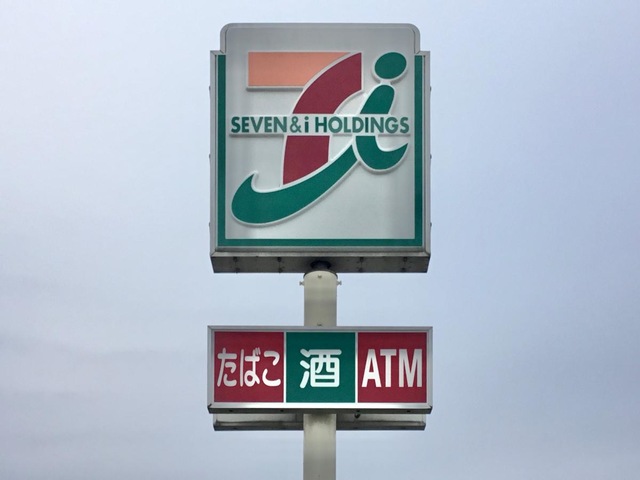 SEVEN & i HOLDINGS
たばこ 酒 ATM